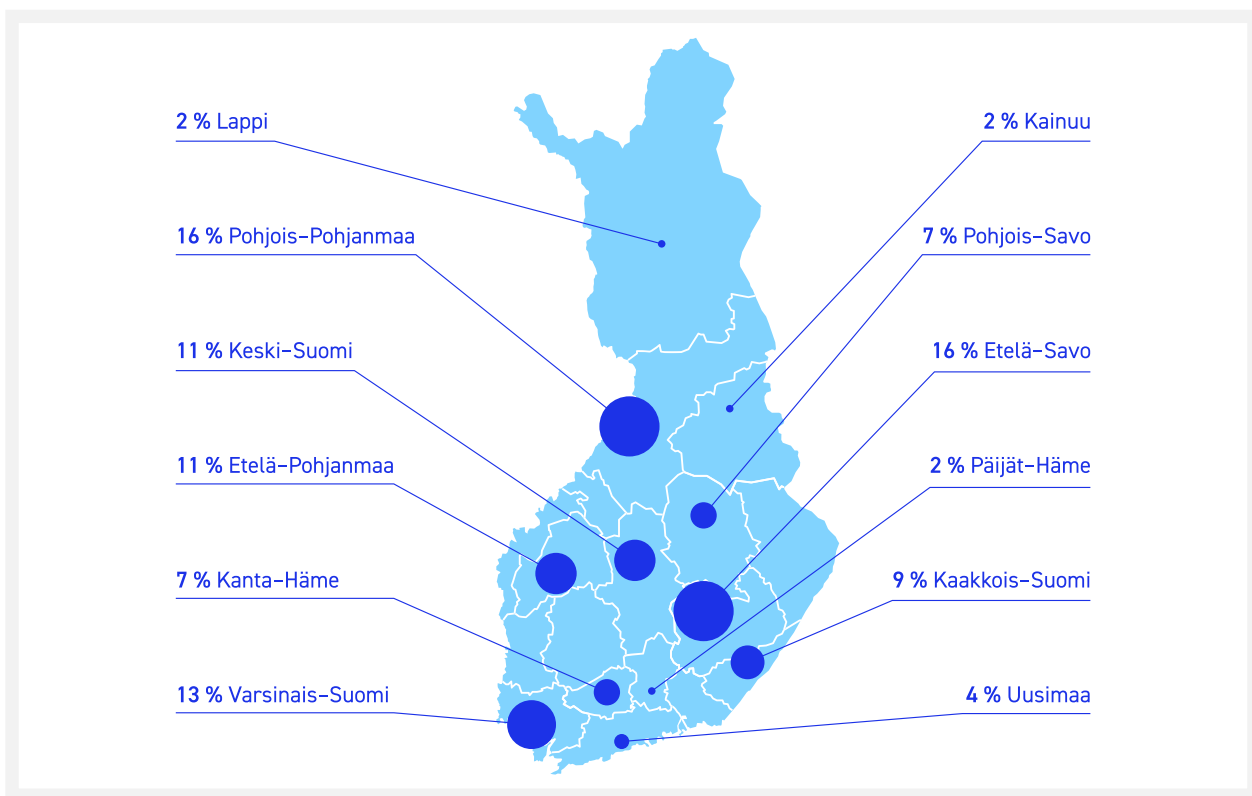 2 % Lappi
16 % Pohjois–Pohjanmaa
11 % Keski–Suomi
11 % Etelä–Pohjanmaa
7 % Kanta–Häme
13 % Varsinais–Suomi
2 % Kainuu
7 % Pohjois–Savo
16 % Etelä–Savo
2 % Päijät–Häme
9 % Kaakkois–Suomi
4 % Uusimaa